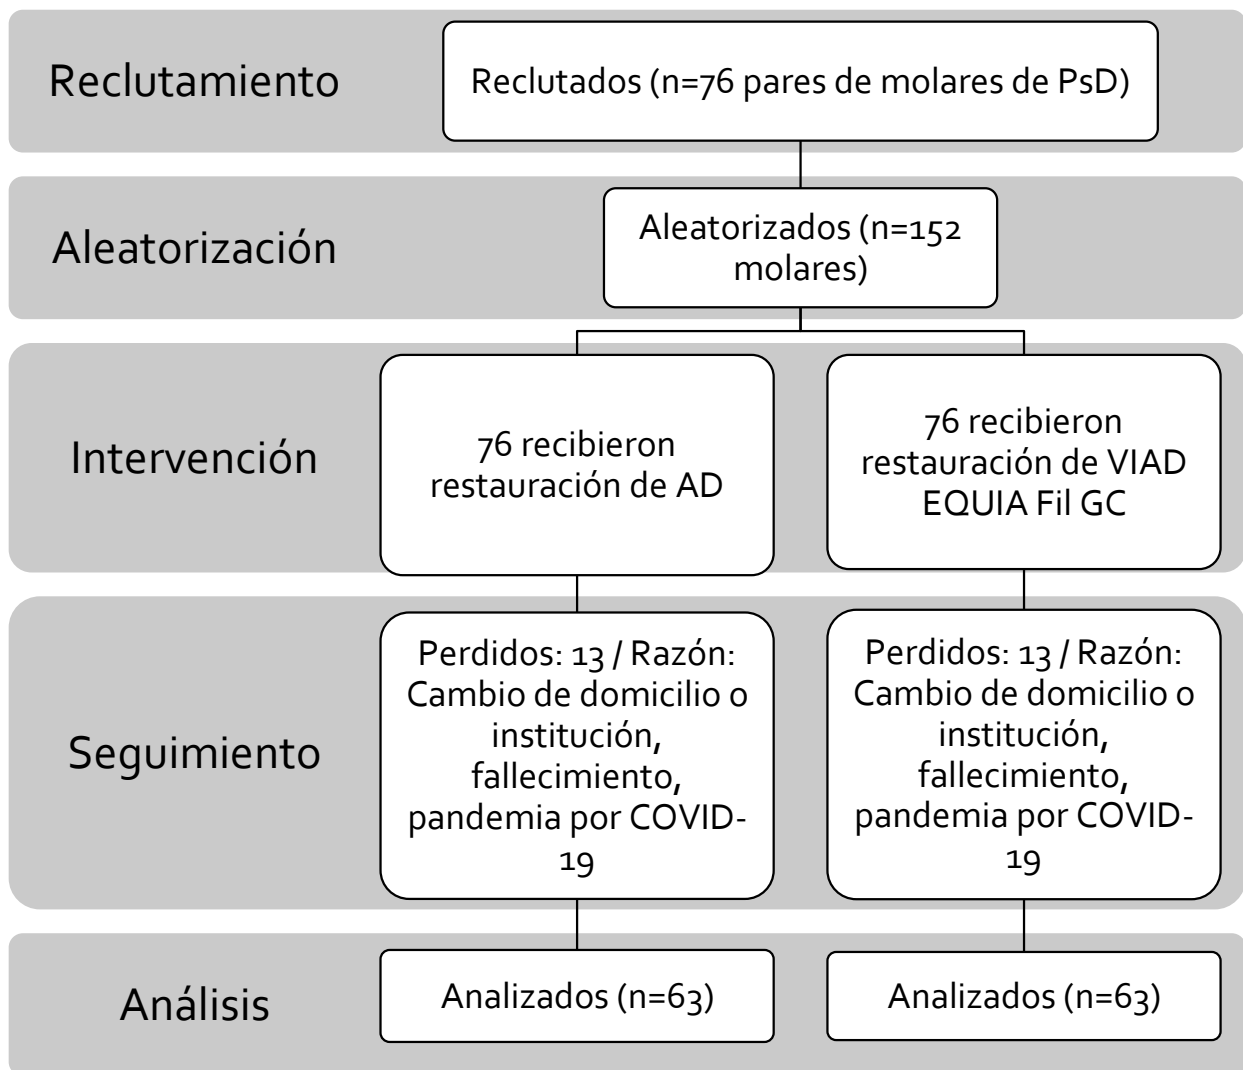 Reclutamiento
Reclutados (n=76 pares de molares de PsD)
Aleatorización
Aleatorizados (n=152
molares)
Intervención
76 recibieron
restauración de AD
76 recibieron
restauración de VIAD
EQUIA Fil GC
Seguimiento
Perdidos: 13 / Razón:
Cambio de domicilio o
institución,
fallecimiento,
pandemia por COVID-
19
Perdidos: 13 / Razón:
Cambio de domicilio o
institución,
fallecimiento,
pandemia por COVID-
19
Análisis
Analizados (n=63)
Analizados (n=63)